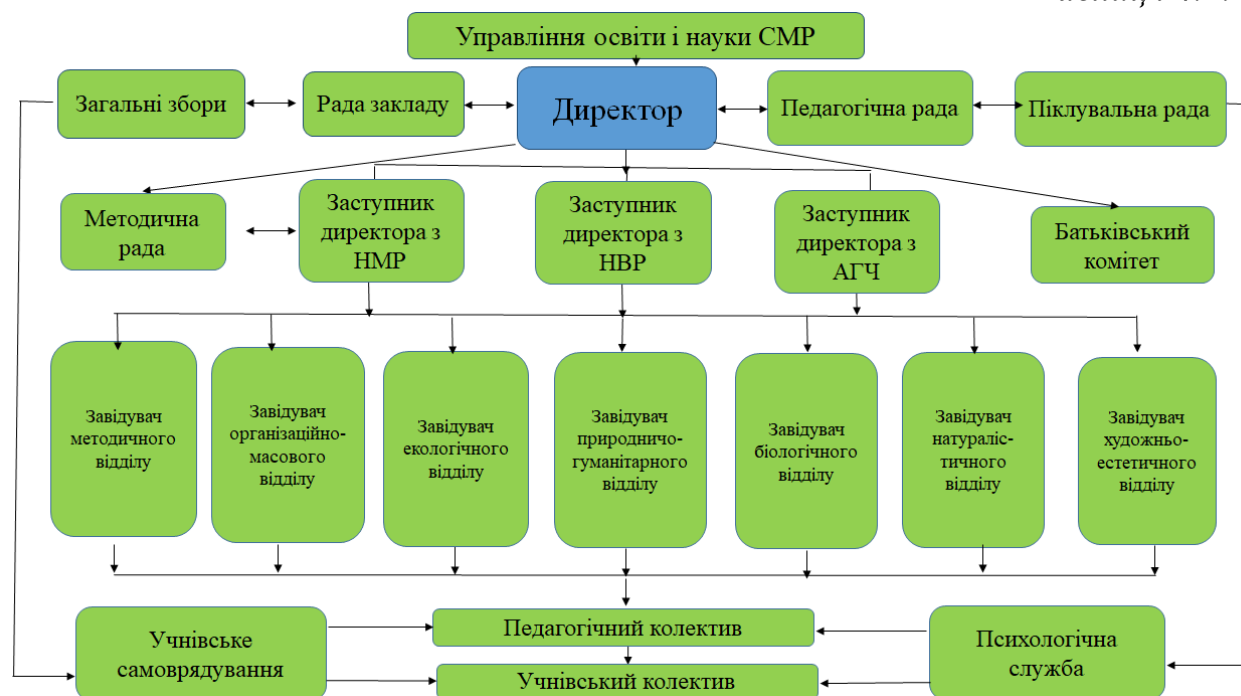 Управління освіти і науки СМР
Загальні збори
Рада закладу
Директор
Педагогічна рада
Піклувальна рада
Методична
рада
Заступник
директора з
НМР
Заступник
директора з
НВР
Заступник
директора з
АГЧ
Батьківський
комітет
Завідувач
методичного
відділу
Завідувач
організаційно-
масового
відділу
Завідувач
екологічного
відділу
Завідувач
природничо-
гуманітарного
відділу
Завідувач
біологічного
відділу
Завідувач
натураліс-
тичного
відділу
Завідувач
художньо-
естетичного
відділу
Учнівське
самоврядування
Педагогічний колектив
Учнівський колектив
Психологічна
служба